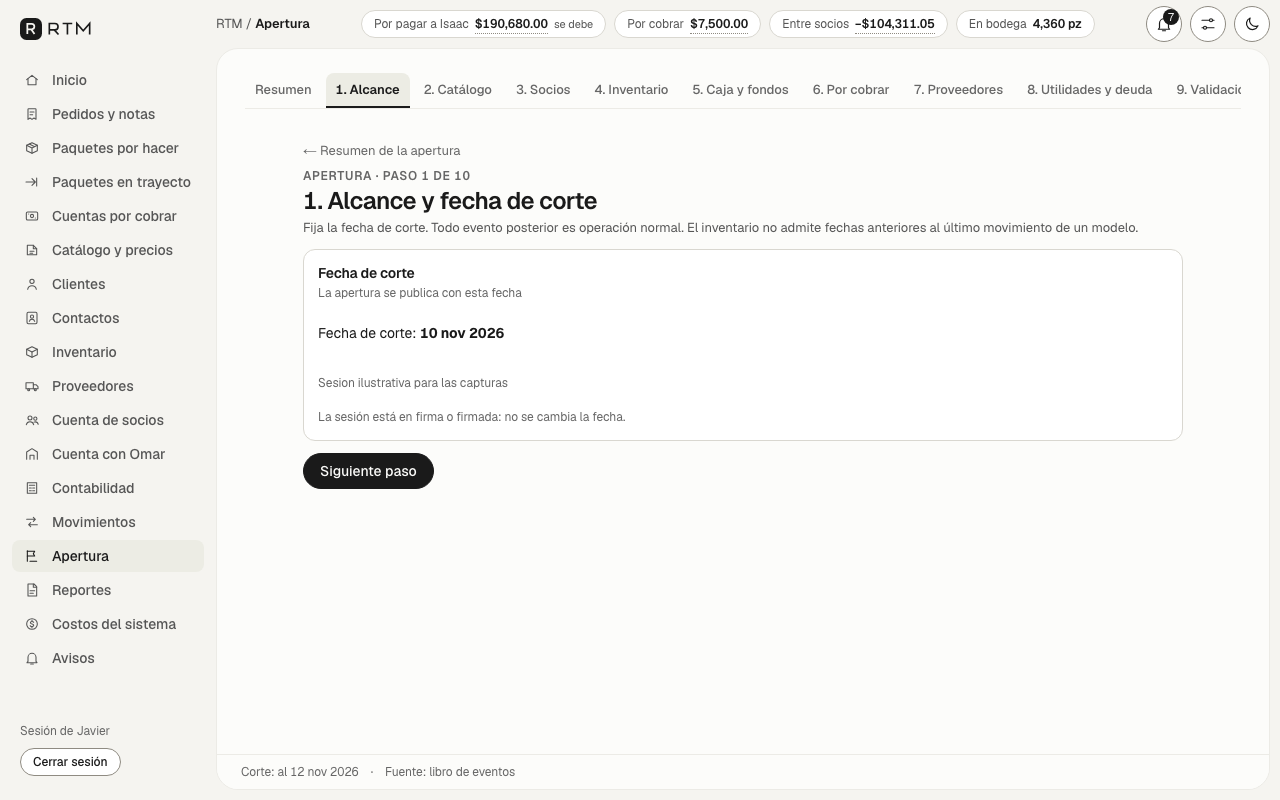 R RTM
RTM / Apertura
Por pagar a Isaac $190,680.00 se debe
Por cobrar $7,500.00
Entre socios −$104,311.05
En bodega 4,360 pz
7
Inicio
Pedidos y notas
Paquetes por hacer
Paquetes en trayecto
Cuentas por cobrar
Catálogo y precios
Clientes
Contactos
Inventario
Proveedores
Cuenta de socios
Cuenta con Omar
Contabilidad
Movimientos
Apertura
Reportes
Costos del sistema
Avisos
Sesión de Javier
Cerrar sesión
Resumen
1. Alcance
2. Catálogo
3. Socios
4. Inventario
5. Caja y fondos
6. Por cobrar
7. Proveedores
8. Utilidades y deuda
9. Validació
← Resumen de la apertura
APERTURA · PASO 1 DE 10
1. Alcance y fecha de corte
Fija la fecha de corte. Todo evento posterior es operación normal. El inventario no admite fechas anteriores al último movimiento de un modelo.
Fecha de corte
La apertura se publica con esta fecha
Fecha de corte: 10 nov 2026
Sesion ilustrativa para las capturas
La sesión está en firma o firmada: no se cambia la fecha.
Siguiente paso
Corte: al 12 nov 2026 · Fuente: libro de eventos